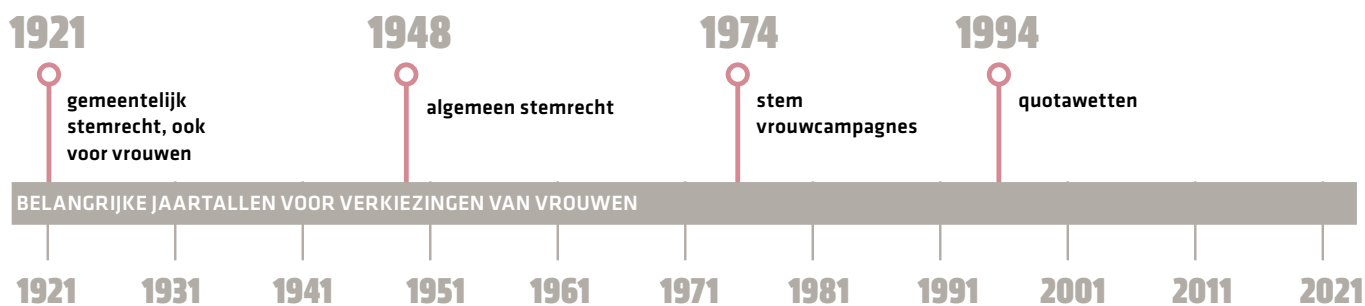 1921
1948
1974
1994
gemeentelijk
stemrecht, ook
voor vrouwen
algemeen stemrecht
stem
vrouwcampagnes
quotawetten
BELANGRIJKE JAARTALLEN VOOR VERKIEZINGEN VAN VROUWEN
1921 1931 1941 1951 1961 1971 1981 1991 2001 2011 2021